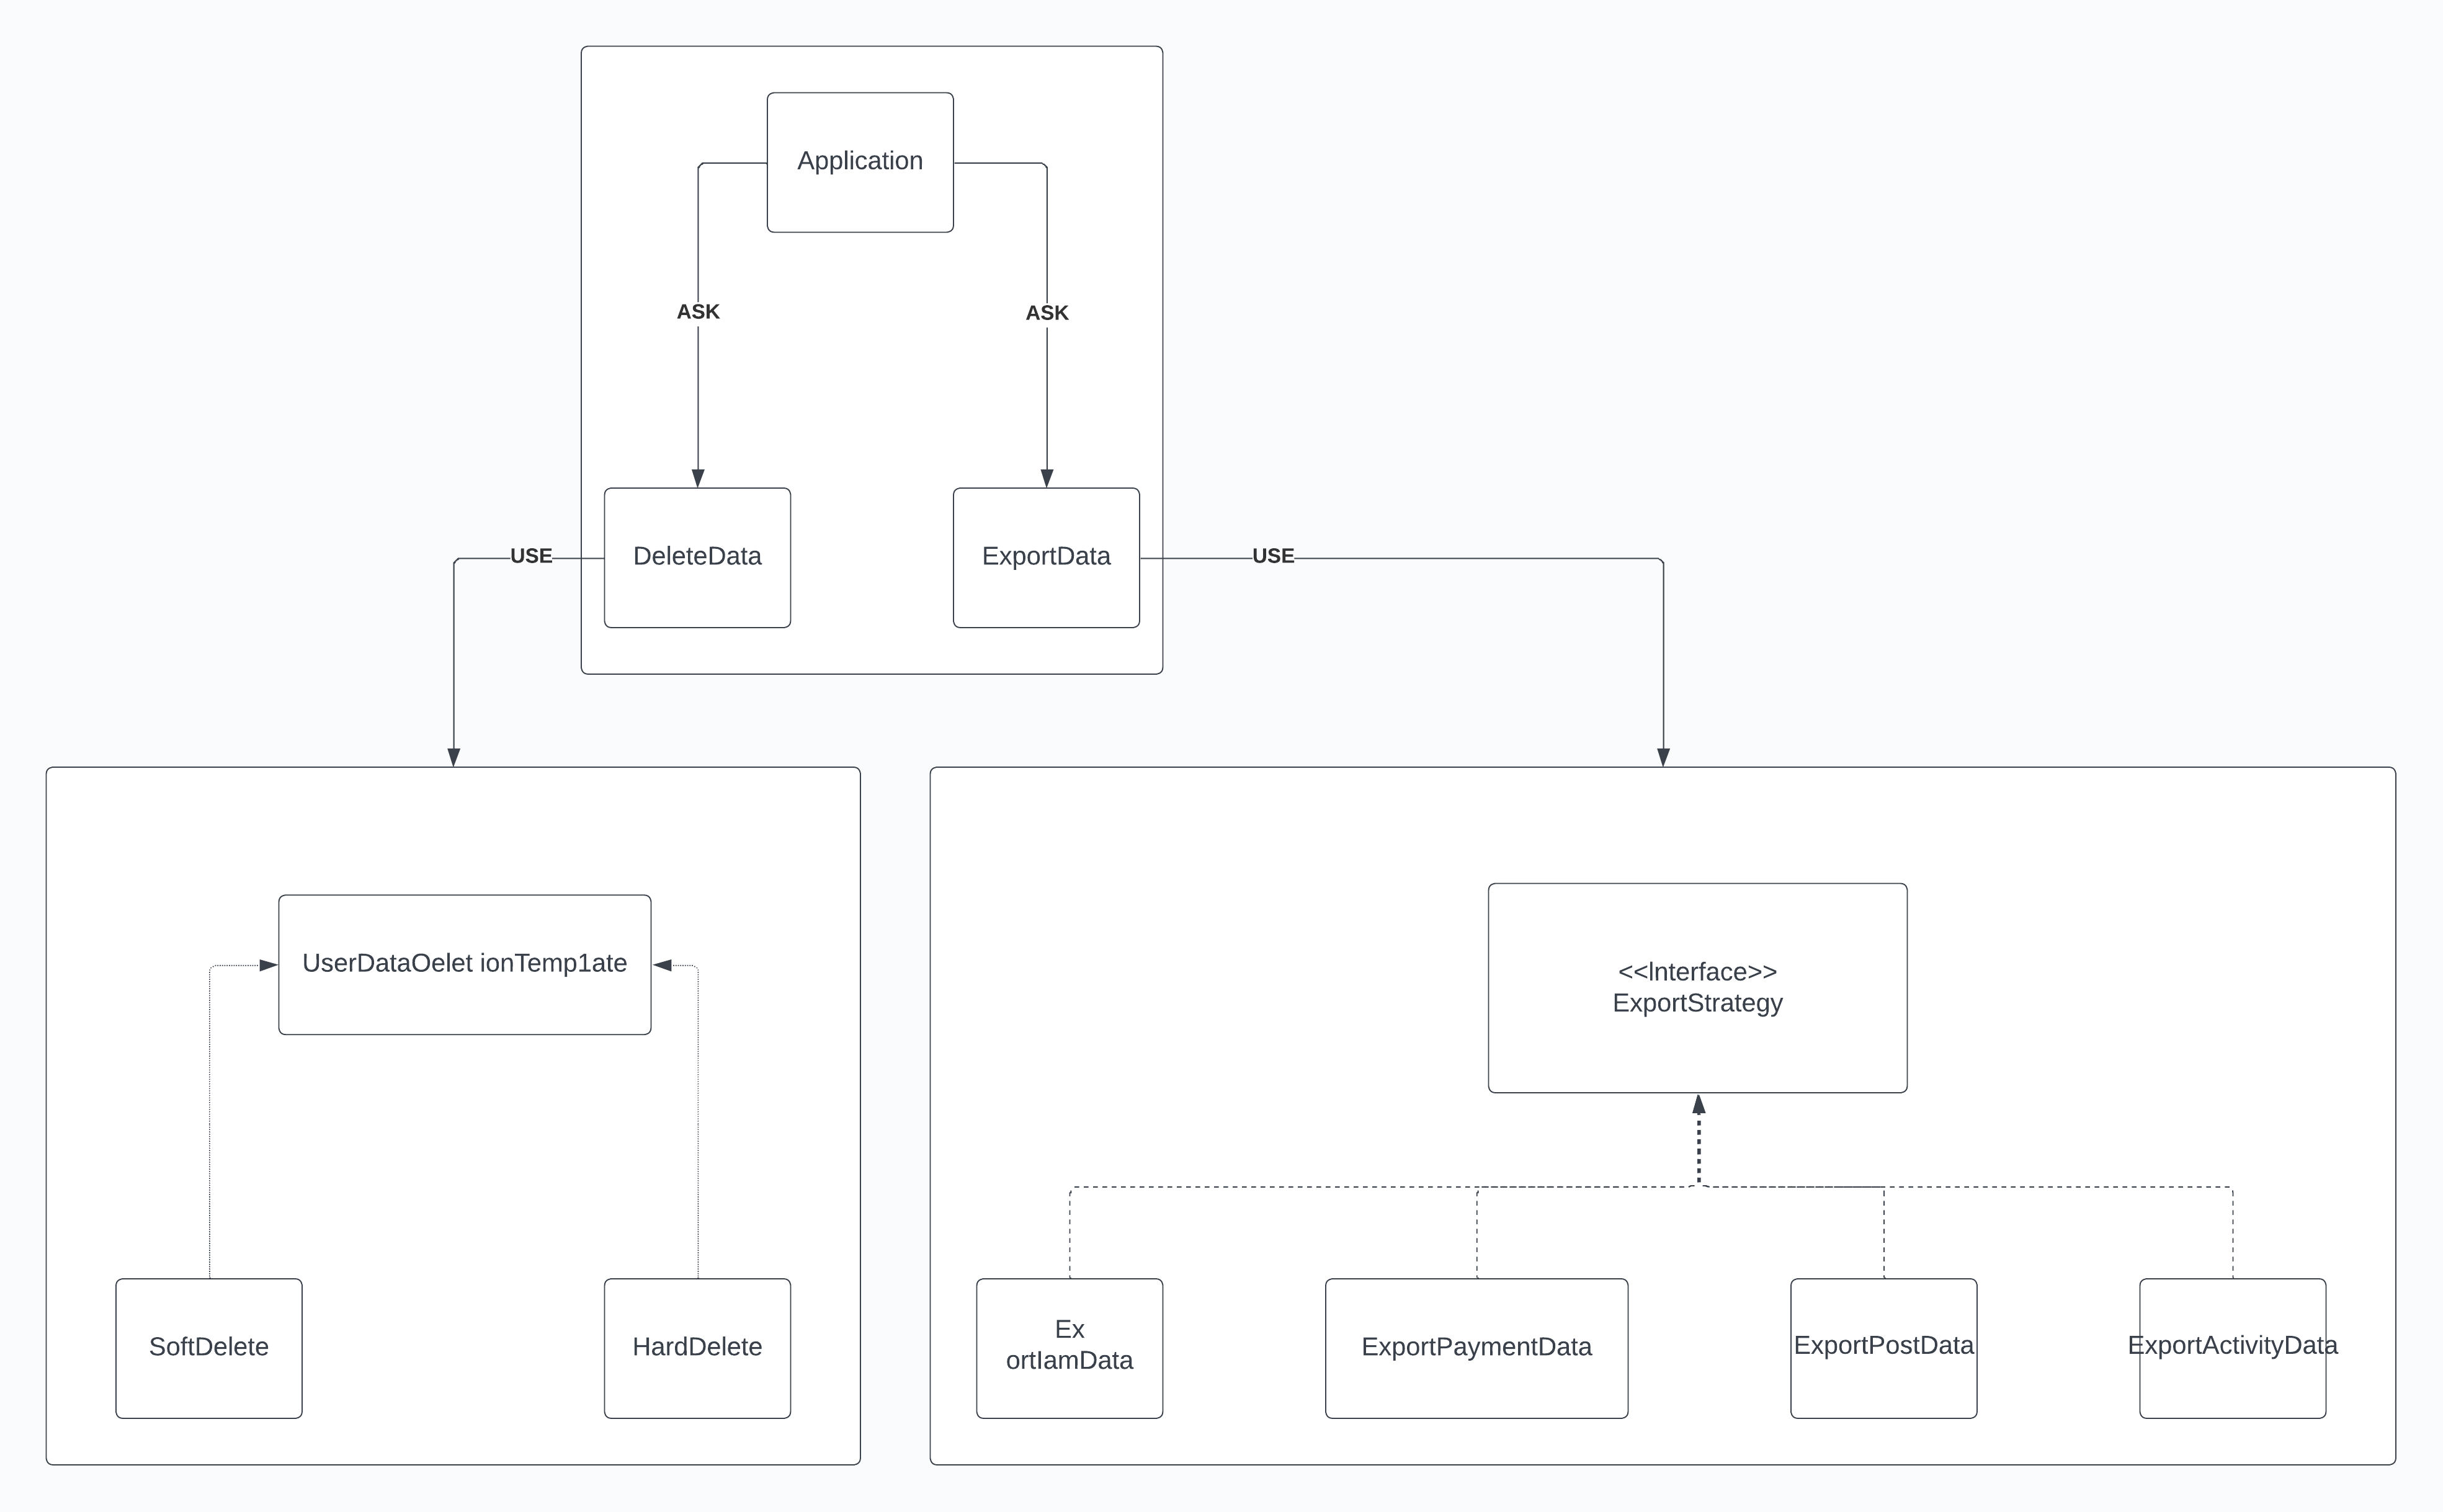 Application
ASK
ASK
DeleteData
ExportData
USE
USE
UserDataOelet ionTemp1ate
<<Interface>>
ExportStrategy
SoftDelete
HardDelete
Ex
ortIamData
ExportPaymentData
ExportPostData
ExportActivityData